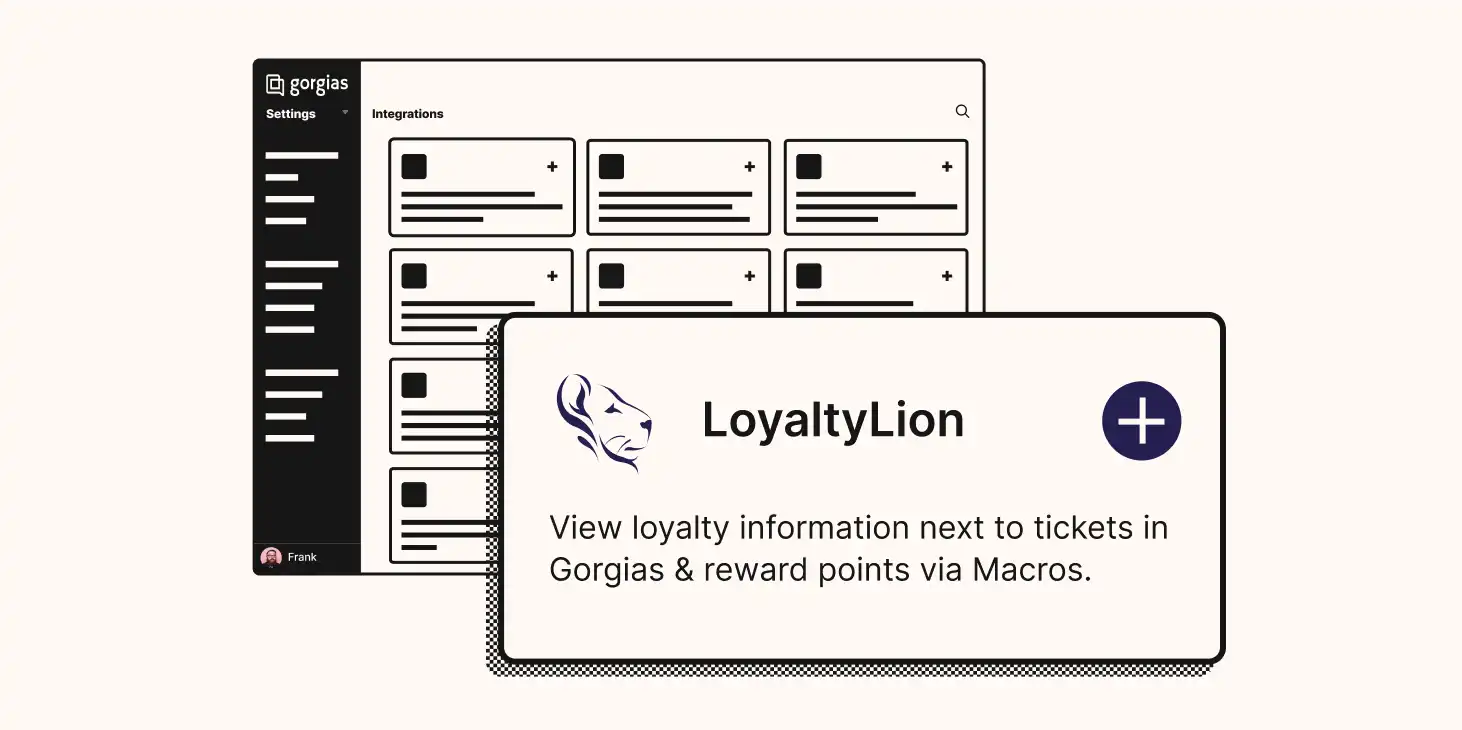 gorgias
Settings
Integrations
LoyaltyLion
View loyalty information next to tickets in
Gorgias & reward points via Macros.
Frank